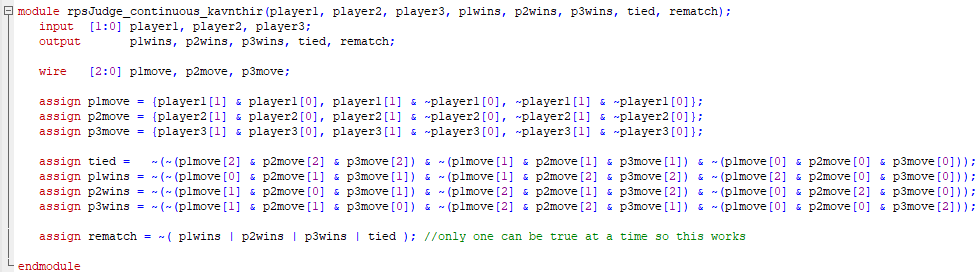 module rpsJudge_continuous_kavnthir(player1, player2, player3, p1wins, p2wins, p3wins, tied, rematch);
input [1:0] player1, player2, player3;
output p1wins, p2wins, p3wins, tied, rematch;
wire [2:0] p1move, p2move, p3move;
assign p1move = {player1[1] & player1[0], player1[1] & ~player1[0], ~player1[1] & ~player1[0]};
assign p2move = {player2[1] & player2[0], player2[1] & ~player2[0], ~player2[1] & ~player2[0]};
assign p3move = {player3[1] & player3[0], player3[1] & ~player3[0], ~player3[1] & ~player3[0]};
assign tied = ~(~(p1move[2] & p2move[2] & p3move[2]) & ~(p1move[1] & p2move[1] & p3move[1]) & ~(p1move[0] & p2move[0] & p3move[0]));
assign p1wins = ~(~(p1move[0] & p2move[1] & p3move[1]) & ~(p1move[1] & p2move[2] & p3move[2]) & ~(p1move[2] & p2move[0] & p3move[0]));
assign p2wins = ~(~(p1move[1] & p2move[0] & p3move[1]) & ~(p1move[2] & p2move[1] & p3move[2]) & ~(p1move[0] & p2move[2] & p3move[0]));
assign p3wins = ~(~(p1move[1] & p2move[1] & p3move[0]) & ~(p1move[2] & p2move[2] & p3move[1]) & ~(p1move[0] & p2move[0] & p3move[2]));
assign rematch = ~( p1wins | p2wins | p3wins | tied ); //only one can be true at a time so this works
endmodule